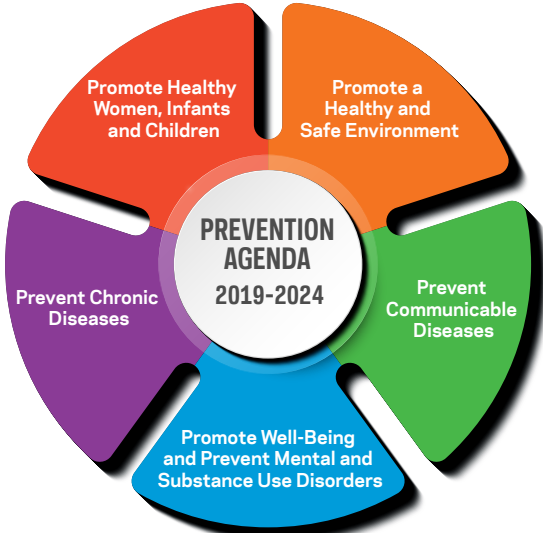 Promote Healthy
Women, Infants
and Children
Promote a
Healthy and
Safe Environment
PREVENTION
AGENDA
2019-2024
Prevent Chronic
Diseases
Prevent
Communicable
Diseases
Promote Well-Being
and Prevent Mental and
Substance Use Disorders